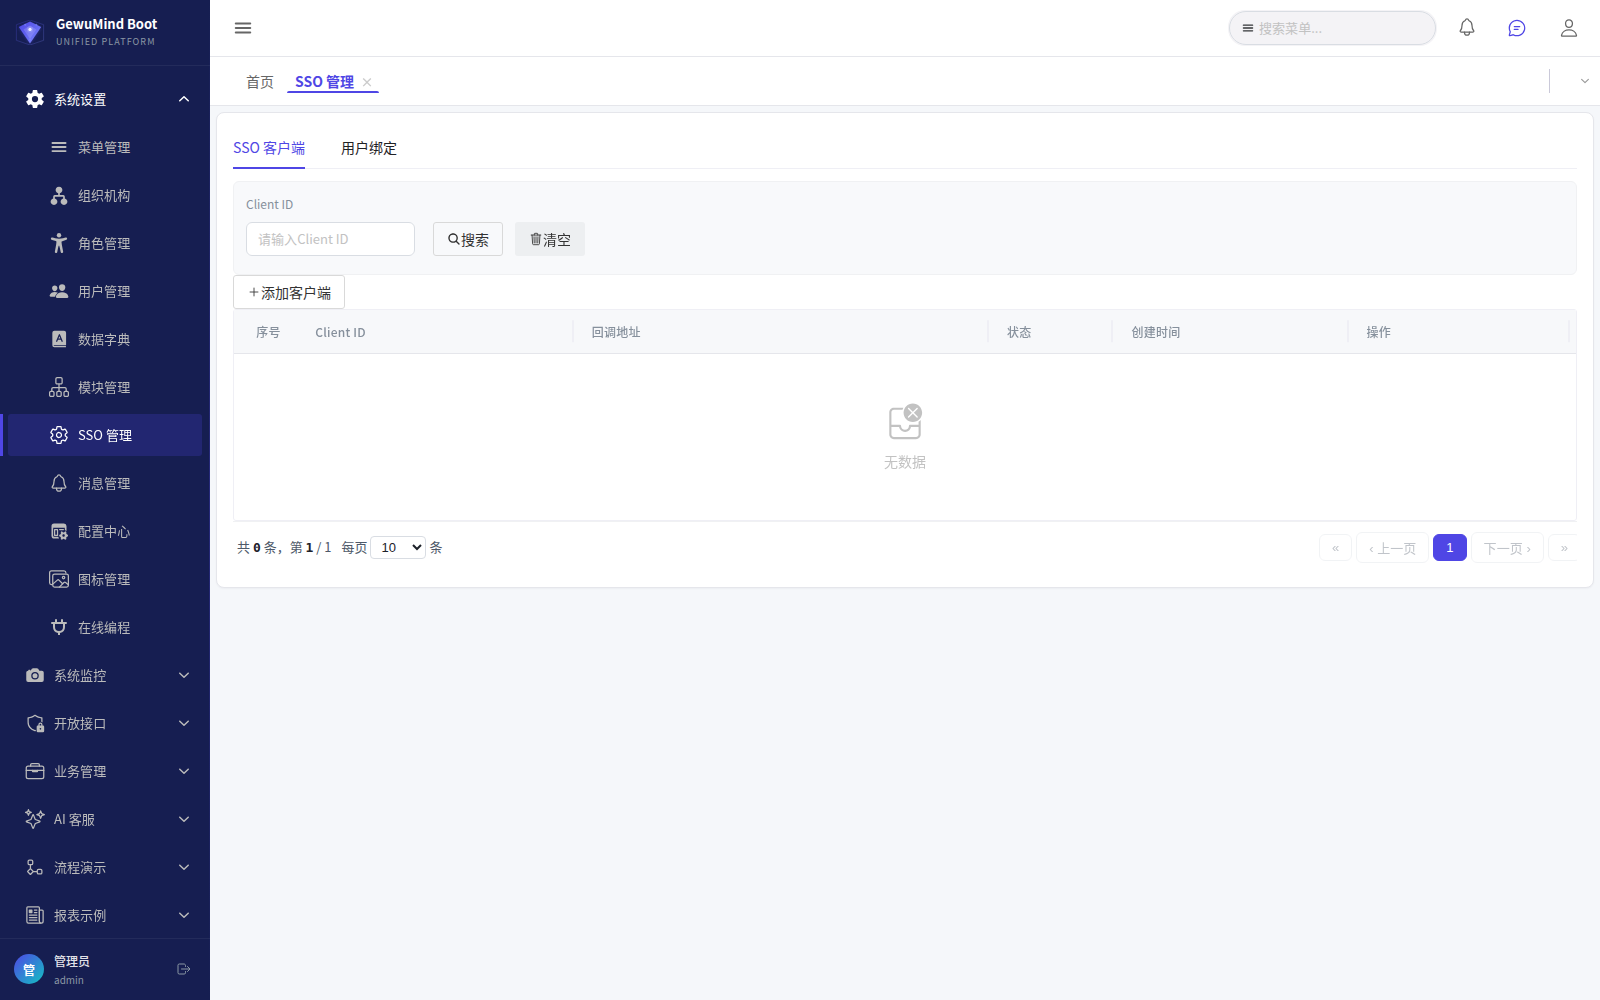 GewuMind Boot
UNIFIED PLATFORM
搜索菜单...
首页
SSO 管理
系统设置
菜单管理
组织机构
角色管理
用户管理
数据字典
模块管理
SSO 管理
消息管理
配置中心
图标管理
在线编程
系统监控
开放接口
业务管理
AI 客服
流程演示
报表示例
管
管理员
admin
SSO 客户端
用户绑定
Client ID
请输入Client ID
搜索
清空
添加客户端
序号 Client ID 回调地址 状态 创建时间 操作
无数据
共 0 条，第 1 / 1 每页 10 条
« ‹ 上一页 1 下一页 › »